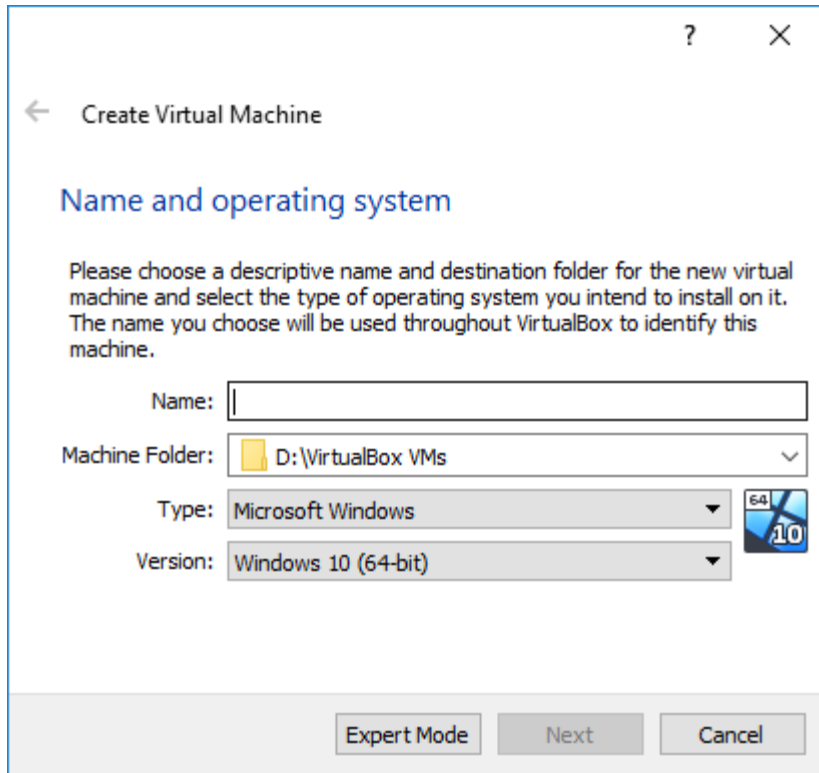 ?
Create Virtual Machine
Name and operating system
Please choose a descriptive name and destination folder for the new virtual
machine and select the type of operating system you intend to install on it.
The name you choose will be used throughout VirtualBox to identify this
machine.
Name:
Machine Folder: D:\VirtualBox VMs
Type: Microsoft Windows
64
10
Version: Windows 10 (64-bit)
Expert Mode Next Cancel